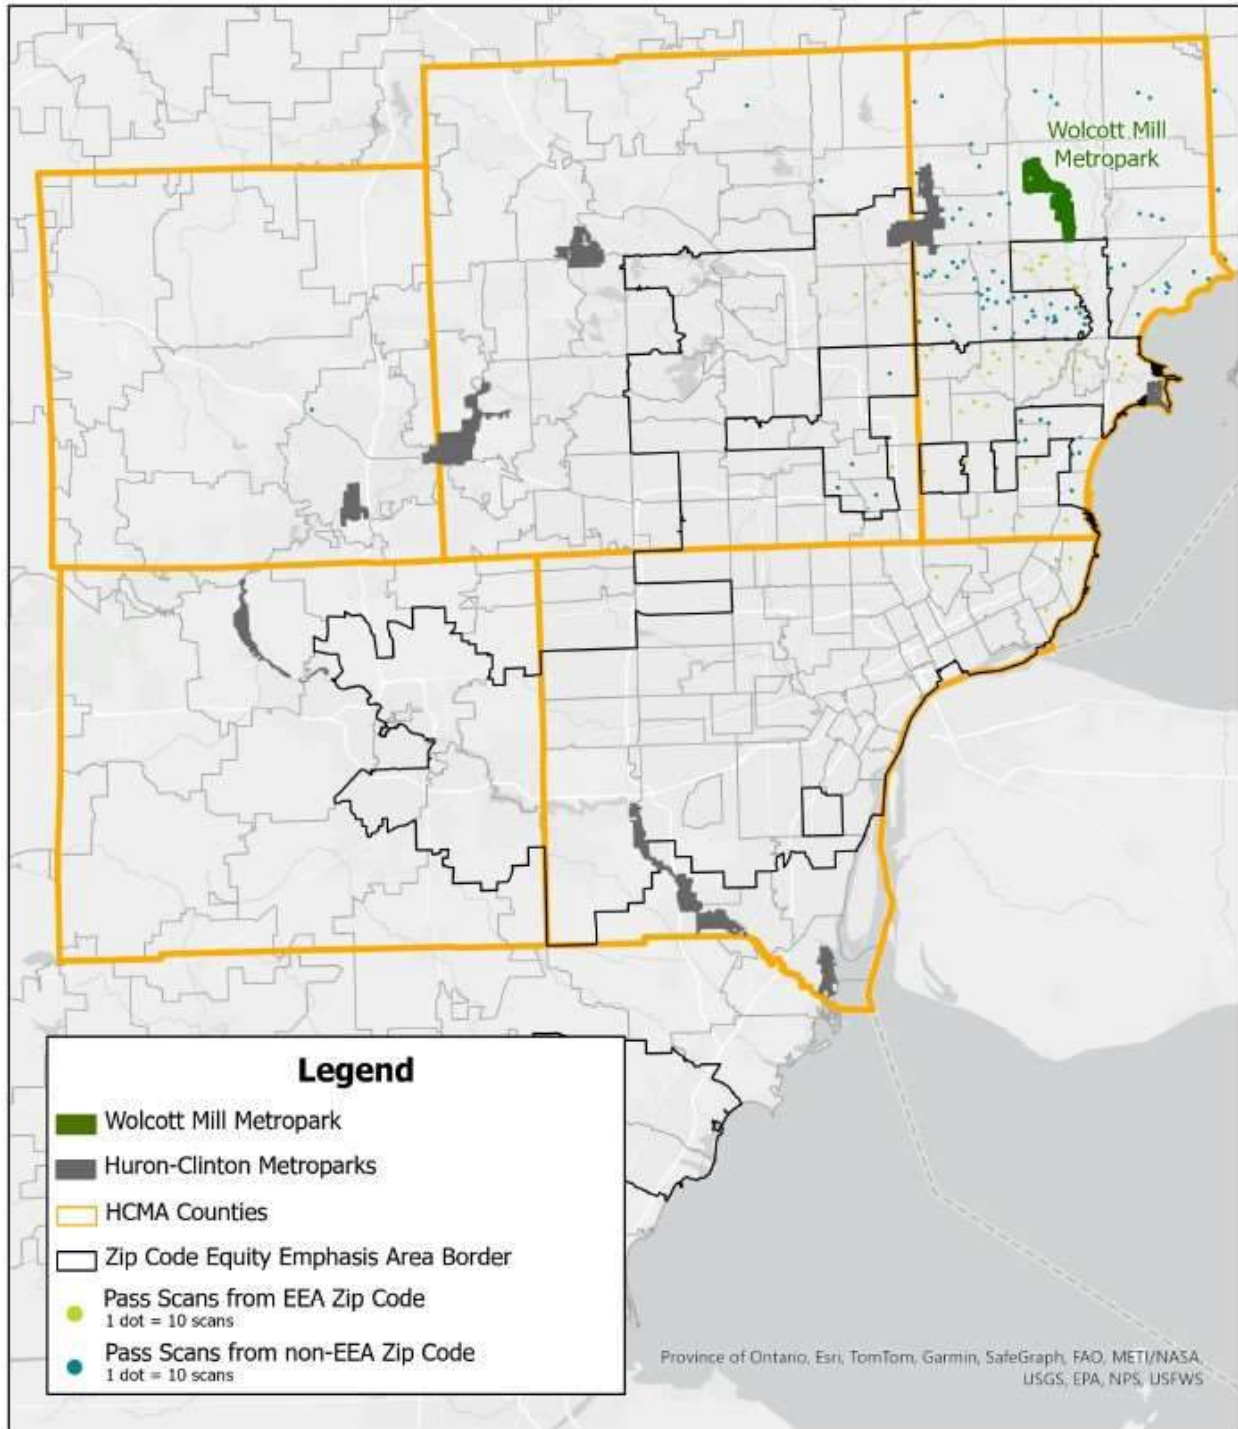 Wolcott Mill
Metropark
Legend
Wolcott Mill Metropark
Huron-Clinton Metroparks
HCMA Counties
Zip Code Equity Emphasis Area Border
Pass Scans from EEA Zip Code
1 dot = 10 scans
Pass Scans from non-EEA Zip Code
1 dot = 10 scans
Province of Ontario, Esri, TomTom, Garmin, SafeGraph, FAO, METI/NASA,
USGS, EPA, NPS, USFWS